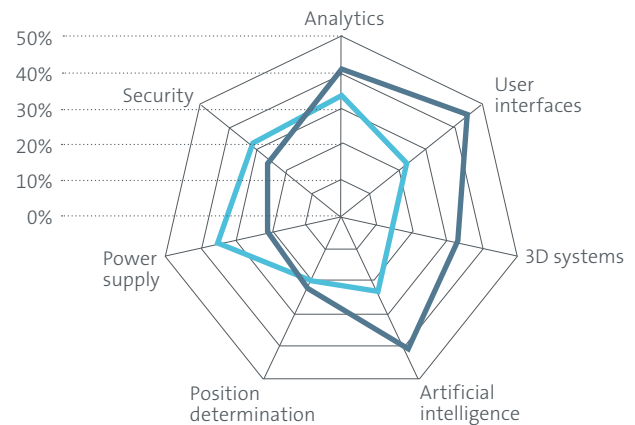 Analytics
50%
40%
30%
20%
10%
0%
Security
User
interfaces
Power
supply
3D systems
Position
determination
Artificial
intelligence